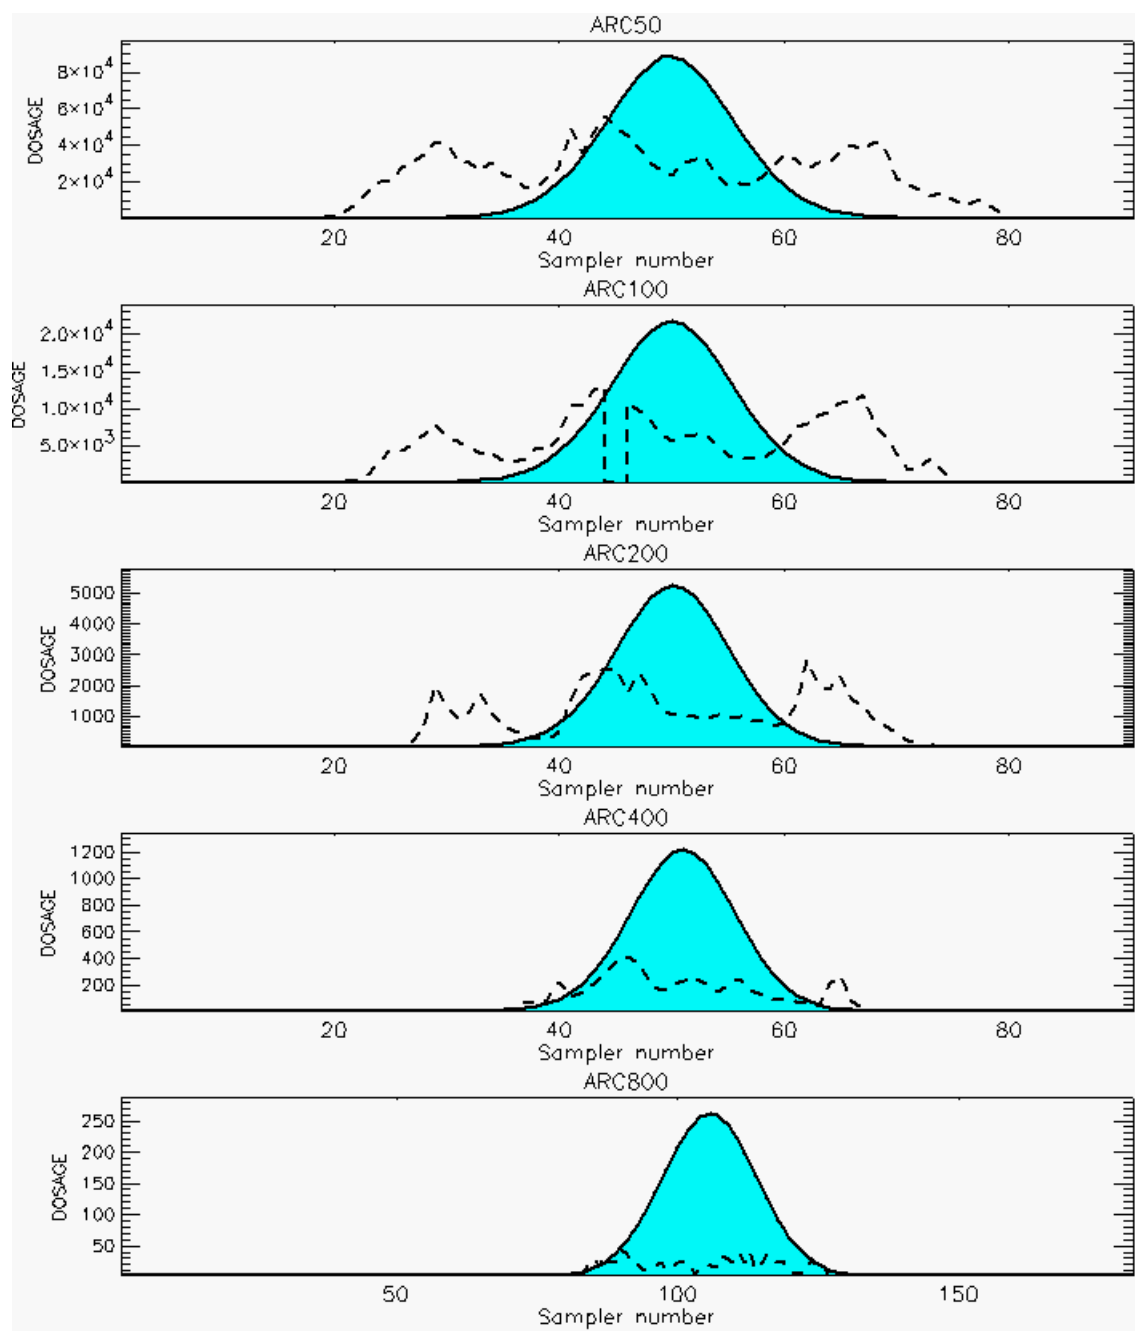 ARC50
DOSAGE
8×10⁴
6×10⁴
4×10⁴
2×10⁴
20 40 60 80
Sampler number
ARC100
DOSAGE
2.0×10⁴
1.5×10⁴
1.0×10⁴
5.0×10³
20 40 60 80
Sampler number
ARC200
DOSAGE
5000
4000
3000
2000
1000
20 40 60 80
Sampler number
ARC400
DOSAGE
1200
1000
800
600
400
200
20 40 60 80
Sampler number
ARC800
DOSAGE
250
200
150
100
50
50 100 150
Sampler number